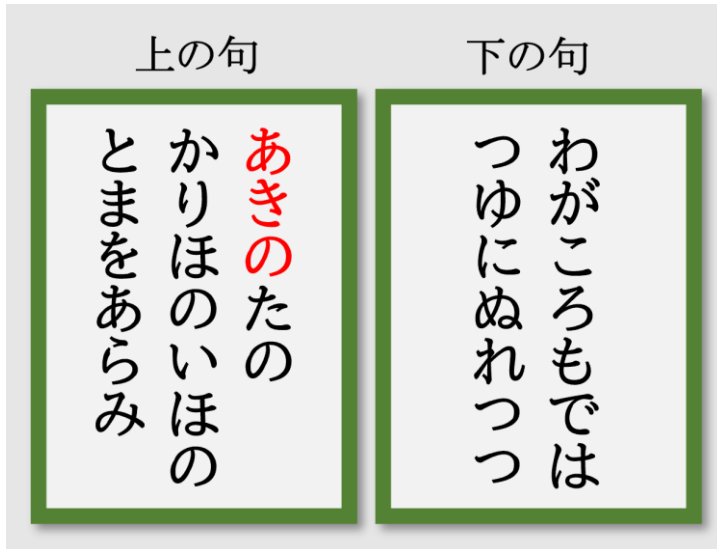 上の句
あきのたの
かりほのいほの
とまをあらみ
下の句
わがころもでは
つゆにぬれつつ